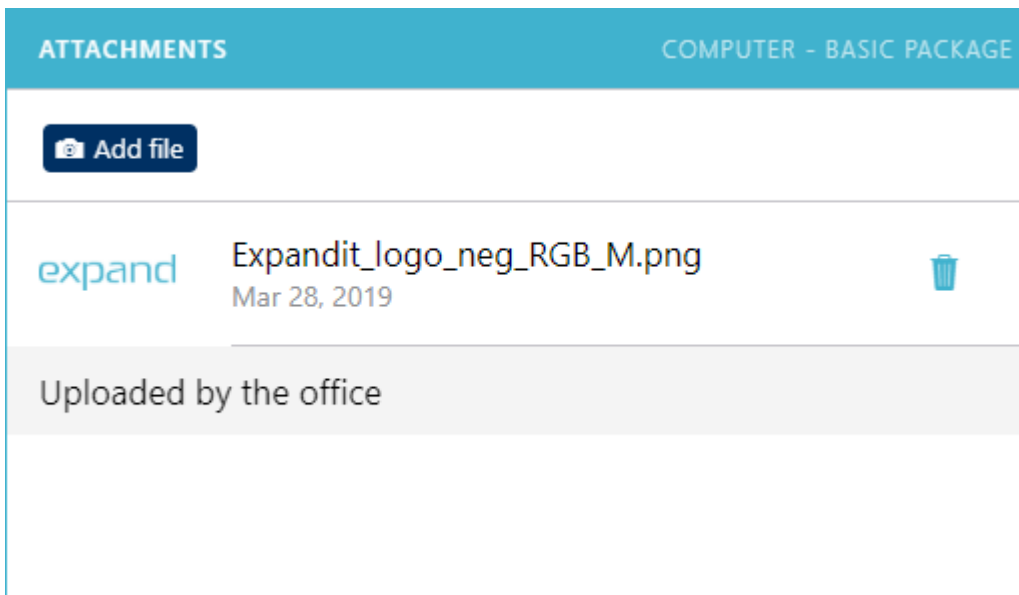 ATTACHMENTS COMPUTER - BASIC PACKAGE
Add file
expand
Expandit_logo_neg_RGB_M.png
Mar 28, 2019
Uploaded by the office